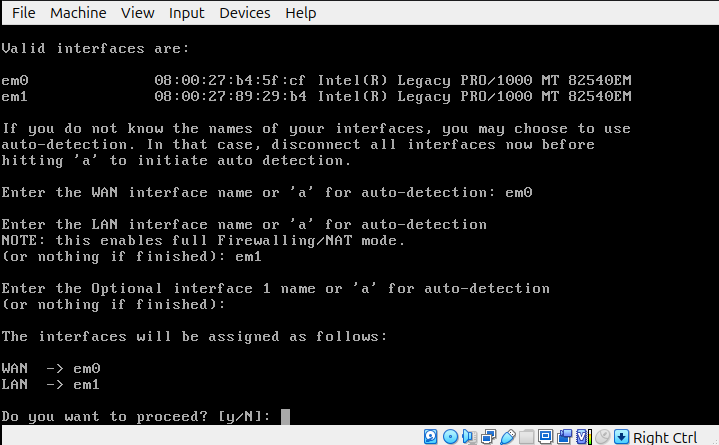 File Machine View Input Devices Help
Valid interfaces are:
em0 08:00:27:b4:5f:cf Intel(R) Legacy PRO/1000 MT 82540EM
em1 08:00:27:89:29:b4 Intel(R) Legacy PRO/1000 MT 82540EM
If you do not know the names of your interfaces, you may choose to use
auto-detection. In that case, disconnect all interfaces now before
hitting 'a' to initiate auto detection.
Enter the WAN interface name or 'a' for auto-detection: em0
Enter the LAN interface name or 'a' for auto-detection
NOTE: this enables full Firewalling/NAT mode.
(or nothing if finished): em1
Enter the Optional interface 1 name or 'a' for auto-detection
(or nothing if finished):
The interfaces will be assigned as follows:
WAN -> em0
LAN -> em1
Do you want to proceed? [y/N]:
Right Ctrl